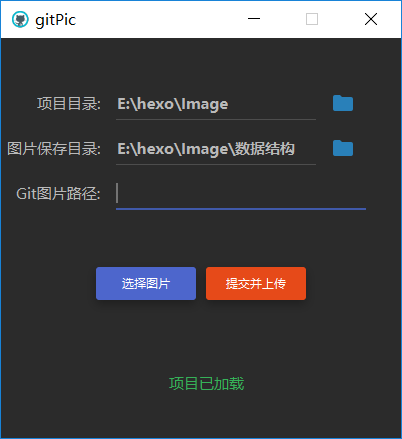 gitPic
项目目录: E:\hexo\Image
图片保存目录: E:\hexo\Image\数据结构
Git图片路径:
选择图片 提交并上传
项目已加载